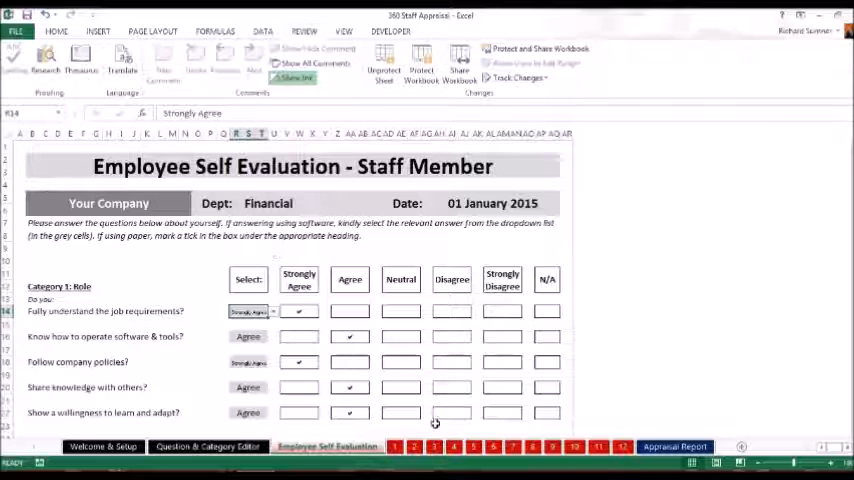 360 Staff Appraisal - Excel
Richard Sumner
FILE HOME INSERT PAGE LAYOUT FORMULAS DATA REVIEW VIEW DEVELOPER
Research Thesaurus Translate Show All Comments Show Ink Unprotect Sheet Protect Workbook Share Workbook Protect and Share Workbook
Track Changes
Proofing Language Comments Changes
R14 Strongly Agree
Employee Self Evaluation - Staff Member
Your Company Dept: Financial Date: 01 January 2015
Please answer the questions below about yourself. If answering using software, kindly select the relevant answer from the dropdown list
(in the grey cells). If using paper, mark a tick in the box under the appropriate heading.
Category 1: Role Select: Strongly Agree Agree Neutral Disagree Strongly Disagree N/A
Do you:
Fully understand the job requirements? Strongly Agree ✔
Know how to operate software & tools? Agree ✔
Follow company policies? Strongly Agree ✔
Share knowledge with others? Agree ✔
Show a willingness to learn and adapt? Agree ✔
Welcome & Setup Question & Category Editor Employee Self Evaluation 1 2 3 4 5 6 7 8 9 10 11 12 Appraisal Report
READY